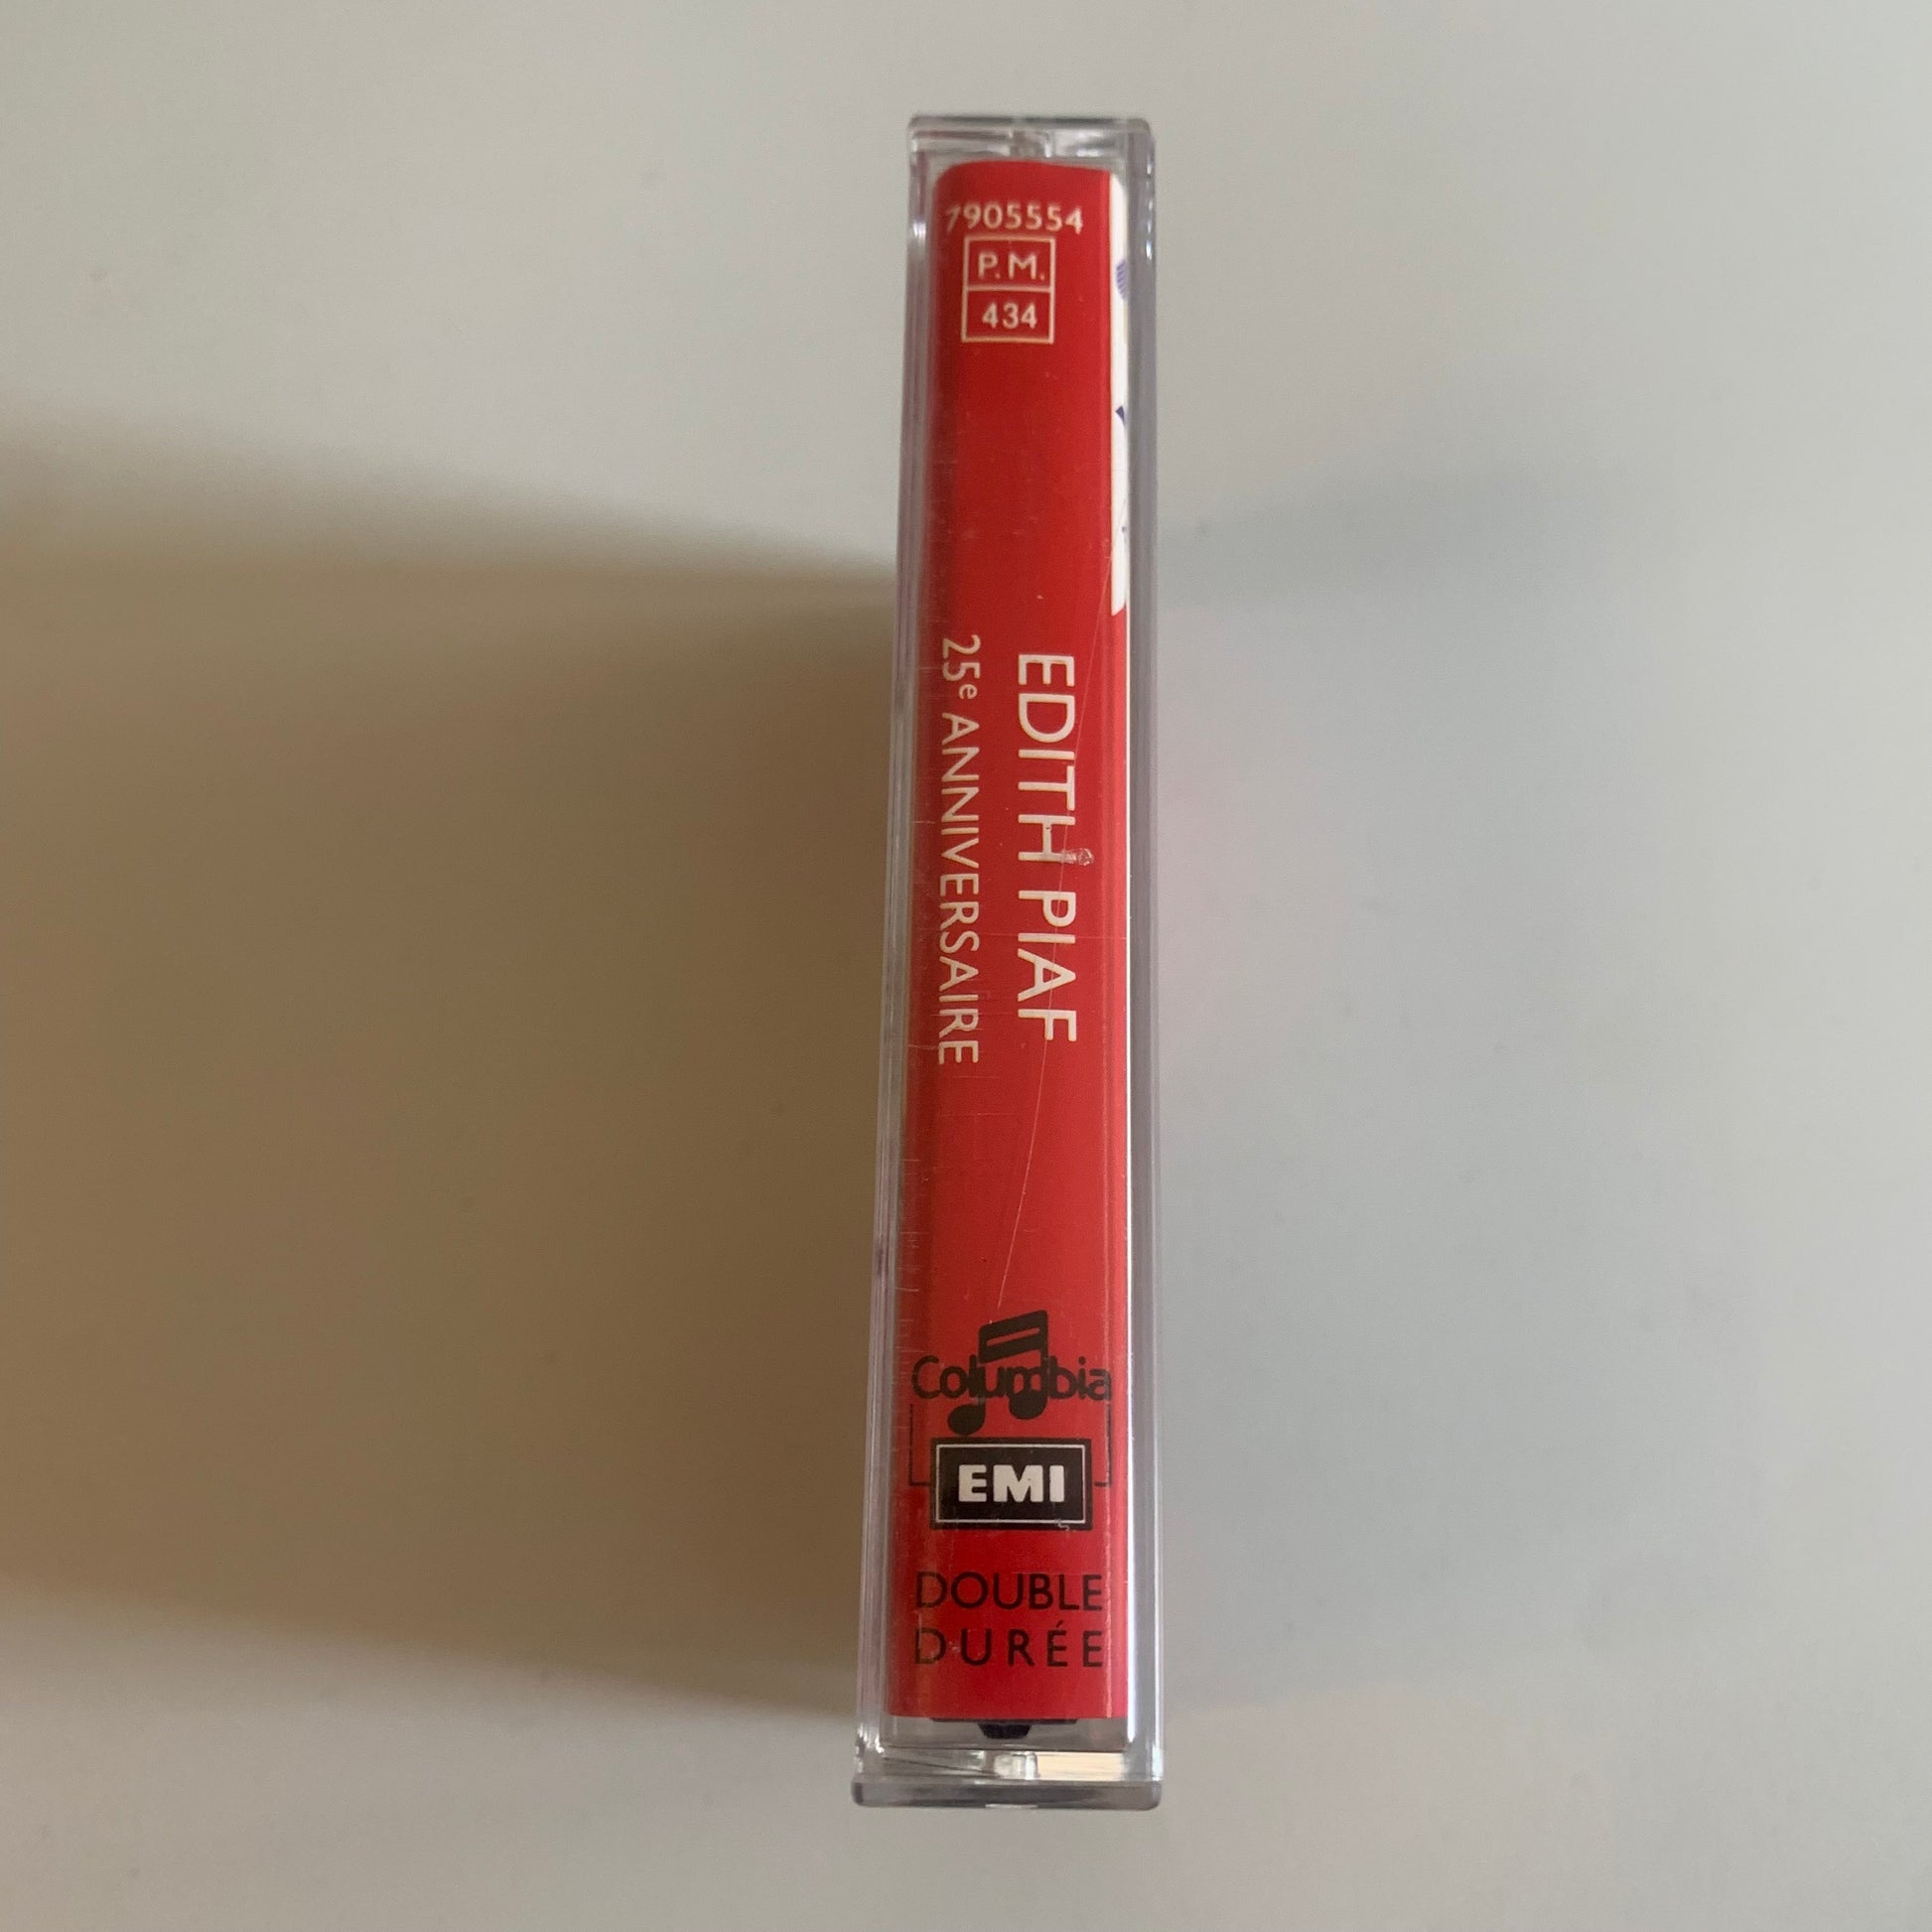 7905554
P.M.
434
EDITH PIAF
25e ANNIVERSAIRE
Columbia
EMI
DOUBLE
DURÉE